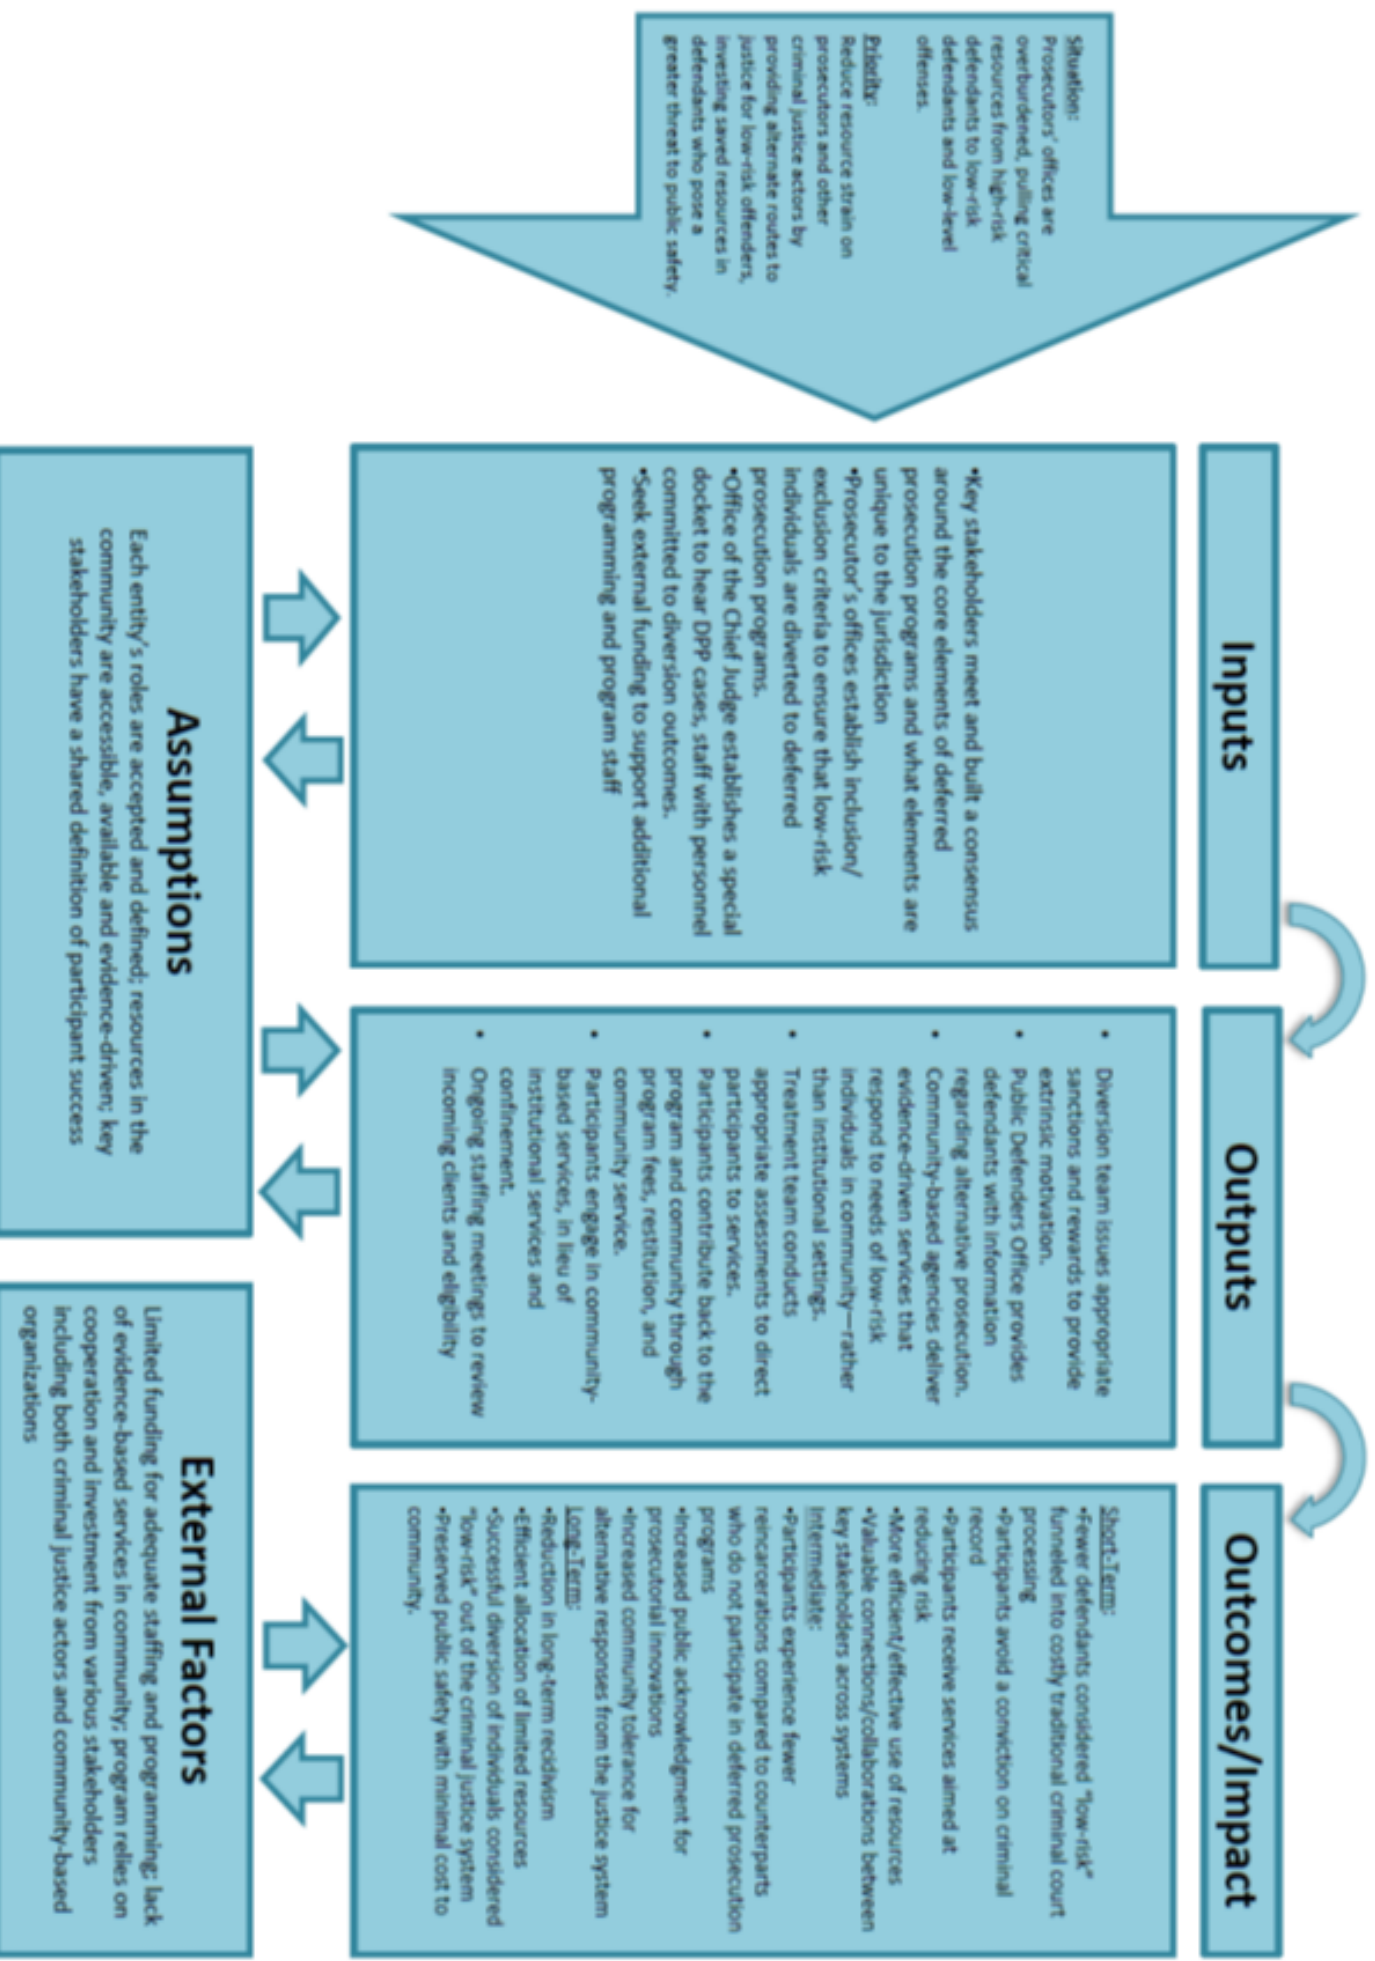 Situation:
Prosecutors' offices are
overburdened, pulling critical
resources from high-risk
defendants to low-risk
defendants and low-level
offenses.
Priority:
Reduce resource strain on
prosecutors and other
criminal justice actors by
providing alternate routes to
justice for low-risk offenders,
investing saved resources in
defendants who pose a
greater threat to public safety.
Inputs
•Key stakeholders meet and built a consensus
around the core elements of deferred
prosecution programs and what elements are
unique to the jurisdiction
•Prosecutor's offices establish inclusion/
exclusion criteria to ensure that low-risk
individuals are diverted to deferred
prosecution programs.
•Office of the Chief Judge establishes a special
docket to hear DPP cases, staff with personnel
committed to diversion outcomes.
•Seek external funding to support additional
programming and program staff
Outputs
• Diversion team issues appropriate
sanctions and rewards to provide
extrinsic motivation.
• Public Defenders Office provides
defendants with information
regarding alternative prosecution.
• Community-based agencies deliver
evidence-driven services that
respond to needs of low-risk
individuals in community—rather
than institutional settings.
• Treatment team conducts
appropriate assessments to direct
participants to services.
• Participants contribute back to the
program and community through
program fees, restitution, and
community service.
• Participants engage in community-
based services, in lieu of
institutional services and
confinement.
• Ongoing staffing meetings to review
incoming clients and eligibility
Outcomes/Impact
Short-Term:
•Fewer defendants considered "low-risk"
funneled into costly traditional criminal court
processing
•Participants avoid a conviction on criminal
record
•Participants receive services aimed at
reducing risk
•More efficient/effective use of resources
•Valuable connections/collaborations between
key stakeholders across systems
Intermediate:
•Participants experience fewer
reincarcerations compared to counterparts
who do not participate in deferred prosecution
programs
•Increased public acknowledgment for
prosecutorial innovations
•Increased community tolerance for
alternative responses from the justice system
Long-Term:
•Reduction in long-term recidivism
•Efficient allocation of limited resources
•Successful diversion of individuals considered
"low-risk" out of the criminal justice system
•Preserved public safety with minimal cost to
community.
Assumptions
Each entity's roles are accepted and defined; resources in the
community are accessible, available and evidence-driven; key
stakeholders have a shared definition of participant success
External Factors
Limited funding for adequate staffing and programming; lack
of evidence-based services in community; program relies on
cooperation and investment from various stakeholders
including both criminal justice actors and community-based
organizations